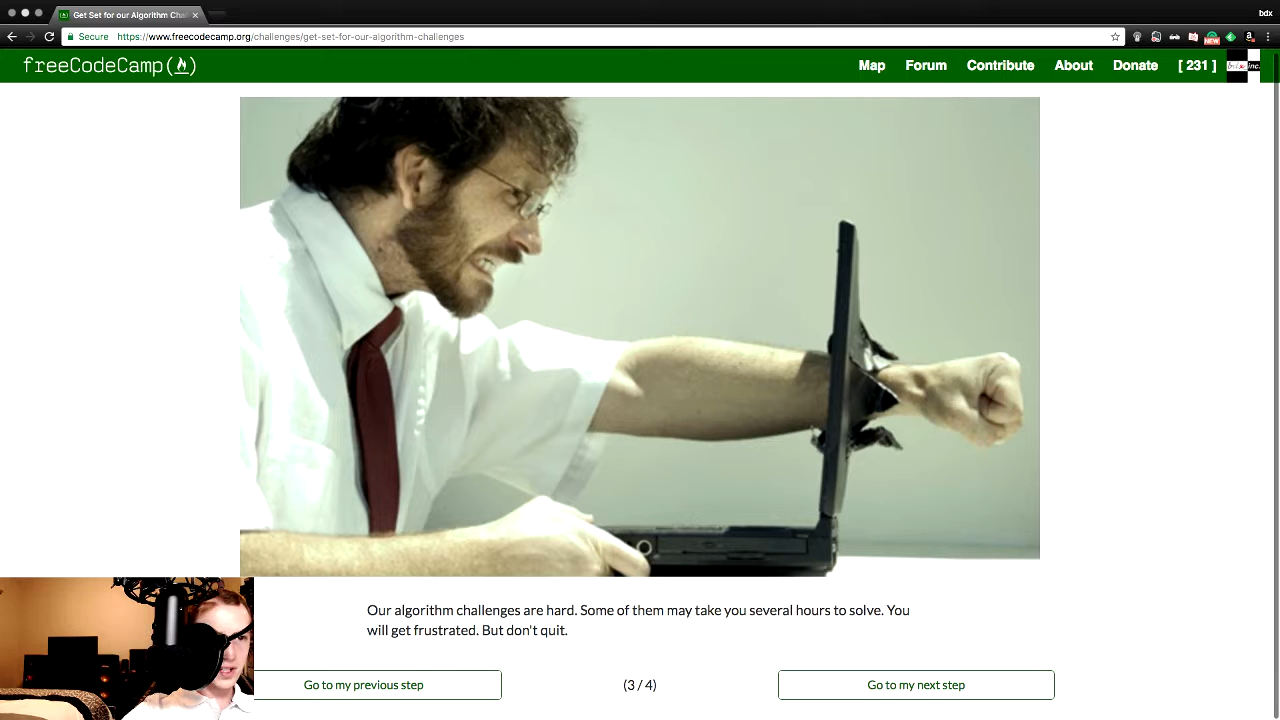 Get Set for our Algorithm Cha
bdx
Secure https://www.freecodecamp.org/challenges/get-set-for-our-algorithm-challenges
NEW
freeCodeCamp
Map Forum Contribute About Donate [ 231 ]
Our algorithm challenges are hard. Some of them may take you several hours to solve. You
will get frustrated. But don't quit.
Go to my previous step (3 / 4) Go to my next step